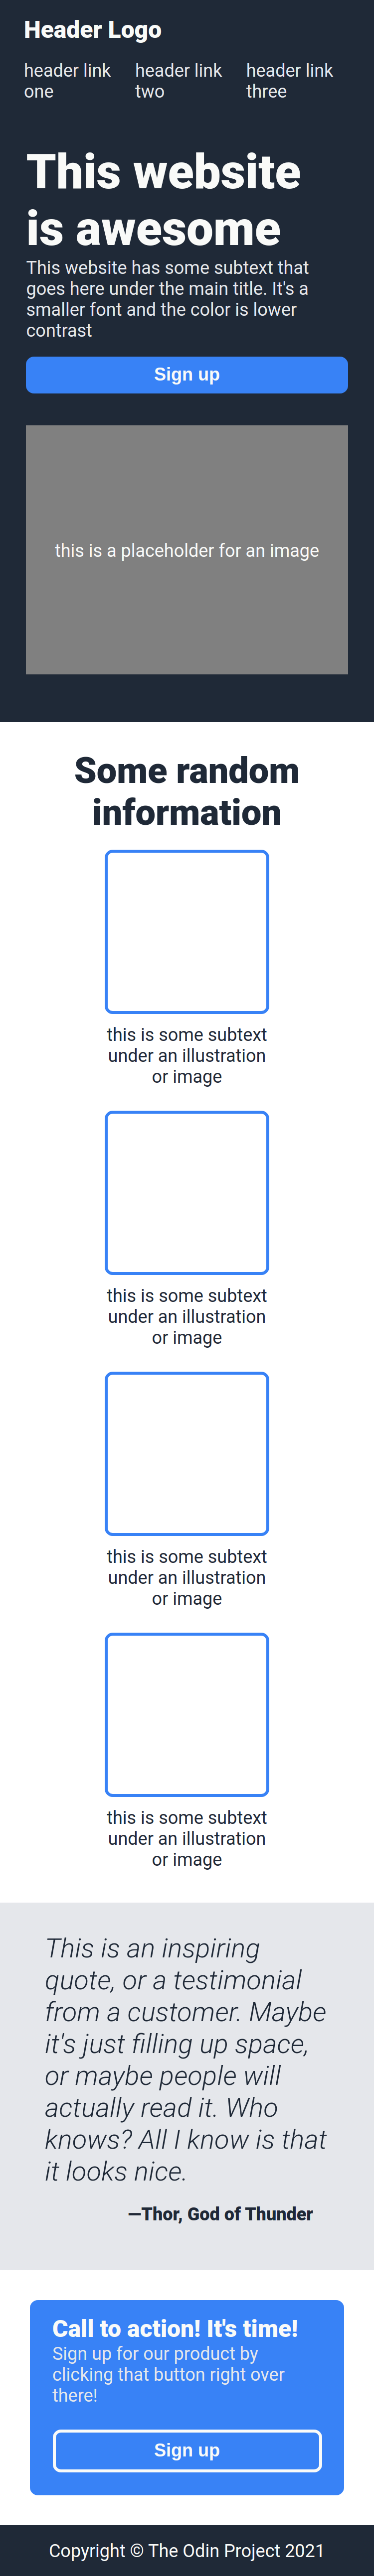 Header Logo
header link one
header link two
header link three
This website
is awesome
This website has some subtext that
goes here under the main title. It's a
smaller font and the color is lower
contrast
Sign up
this is a placeholder for an image
Some random
information
this is some subtext
under an illustration
or image
this is some subtext
under an illustration
or image
this is some subtext
under an illustration
or image
this is some subtext
under an illustration
or image
This is an inspiring
quote, or a testimonial
from a customer. Maybe
it's just filling up space,
or maybe people will
actually read it. Who
knows? All I know is that
it looks nice.
—Thor, God of Thunder
Call to action! It's time!
Sign up for our product by
clicking that button right over
there!
Sign up
Copyright © The Odin Project 2021